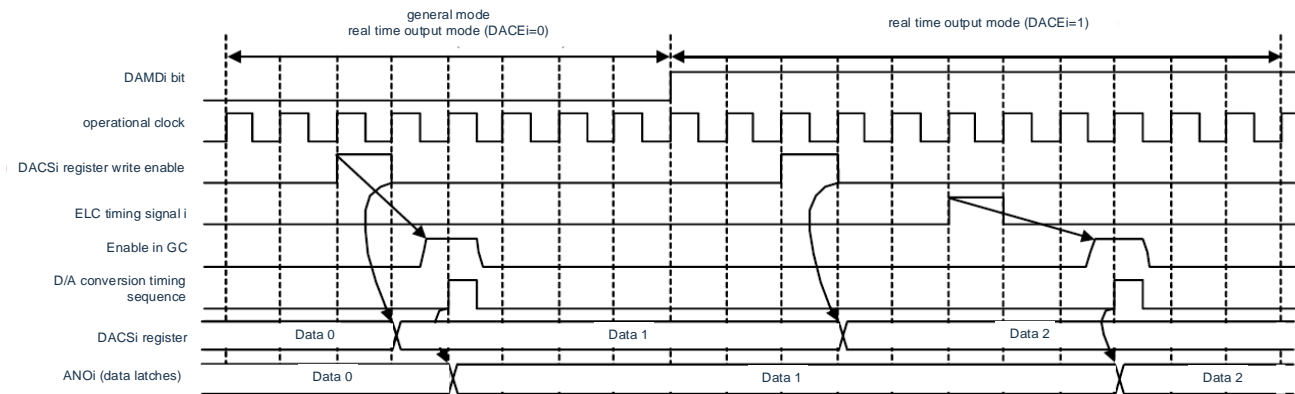 general mode
real time output mode (DACEi=0)
real time output mode (DACEi=1)
DAMDi bit
operational clock
DACSi register write enable
ELC timing signal i
Enable in GC
D/A conversion timing
sequence
DACSi register
Data 0
Data 1
Data 2
ANOi (data latches)
Data 0
Data 1
Data 2